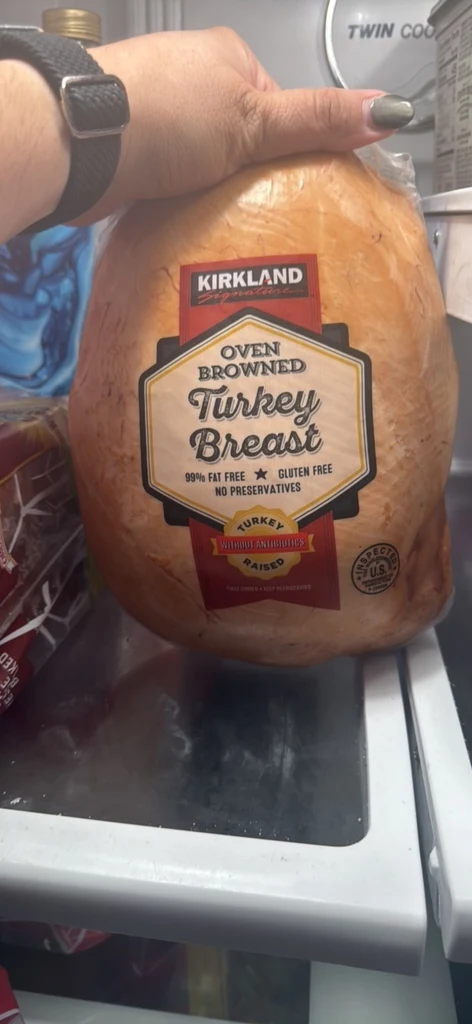 TWIN COO
KIRKLAND
Signature
OVEN
BROWNED
Turkey
Breast
99% FAT FREE ★ GLUTEN FREE
NO PRESERVATIVES
TURKEY
WITHOUT ANTIBIOTICS
RAISED
INSPECTED
U.S.